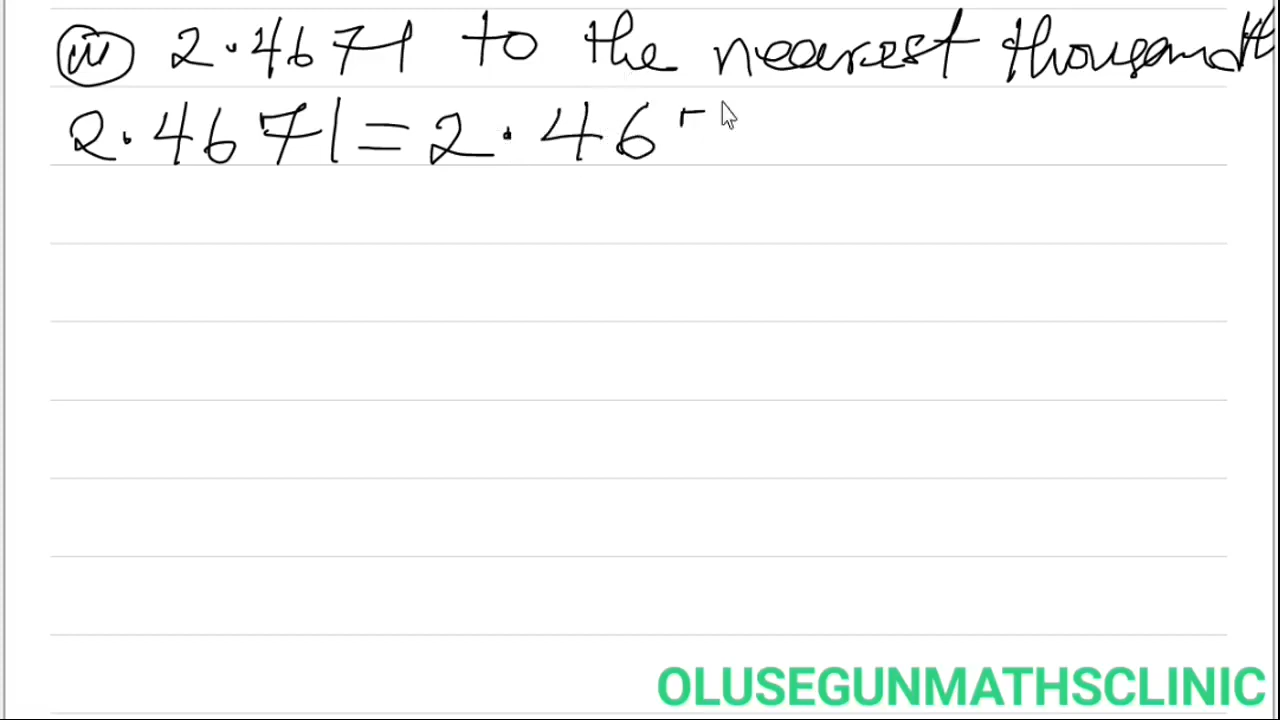 (iii) 2.4671 to the nearest thousandth
2.4671 = 2.46
OLUSEGUNMATHSCLINIC